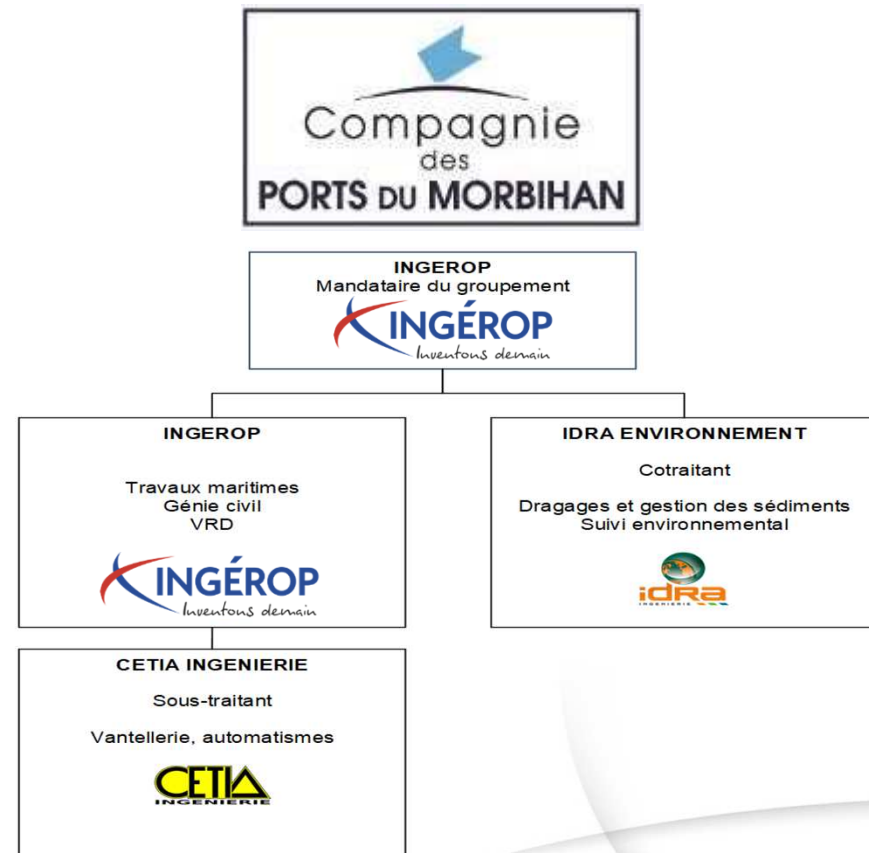 Compagnie
des
PORTS DU MORBIHAN
INGEROP
Mandataire du groupement
INGÉROP
Inventons demain
INGEROP
Travaux maritimes
Génie civil
VRD
INGÉROP
Inventons demain
CETIA INGENIERIE
Sous-traitant
Vantellerie, automatismes
CETIA
INGENIERIE
IDRA ENVIRONNEMENT
Cotraitant
Dragages et gestion des sédiments
Suivi environnemental
idRa
INGENIERIE